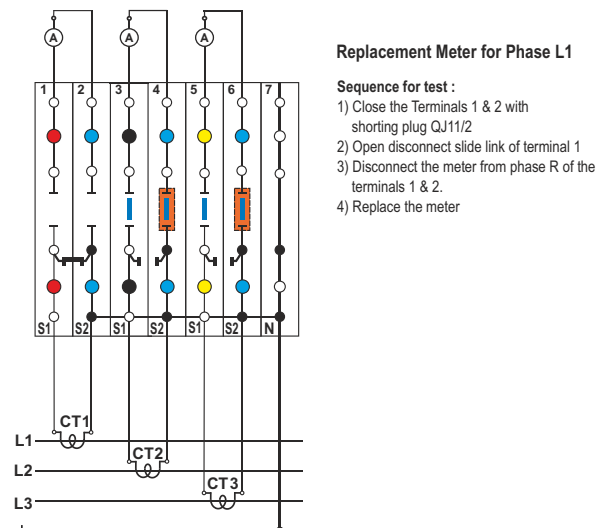 A A A
1 2 3 4 5 6 7
S1 S2 S1 S2 S1 S2 N
CT1
L1
CT2
L2
CT3
L3
Replacement Meter for Phase L1
Sequence for test :
1) Close the Terminals 1 & 2 with
shorting plug QJ11/2
2) Open disconnect slide link of terminal 1
3) Disconnect the meter from phase R of the
terminals 1 & 2.
4) Replace the meter